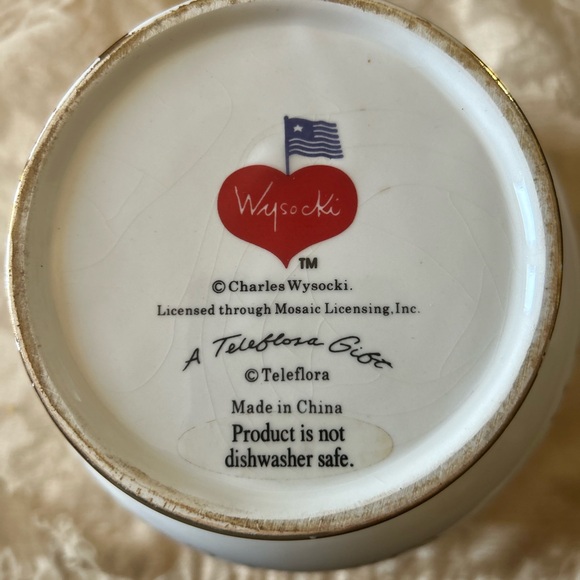 Wysocki
TM
© Charles Wysocki.
Licensed through Mosaic Licensing, Inc.
A Teleflora Gift
© Teleflora
Made in China
Product is not
dishwasher safe.